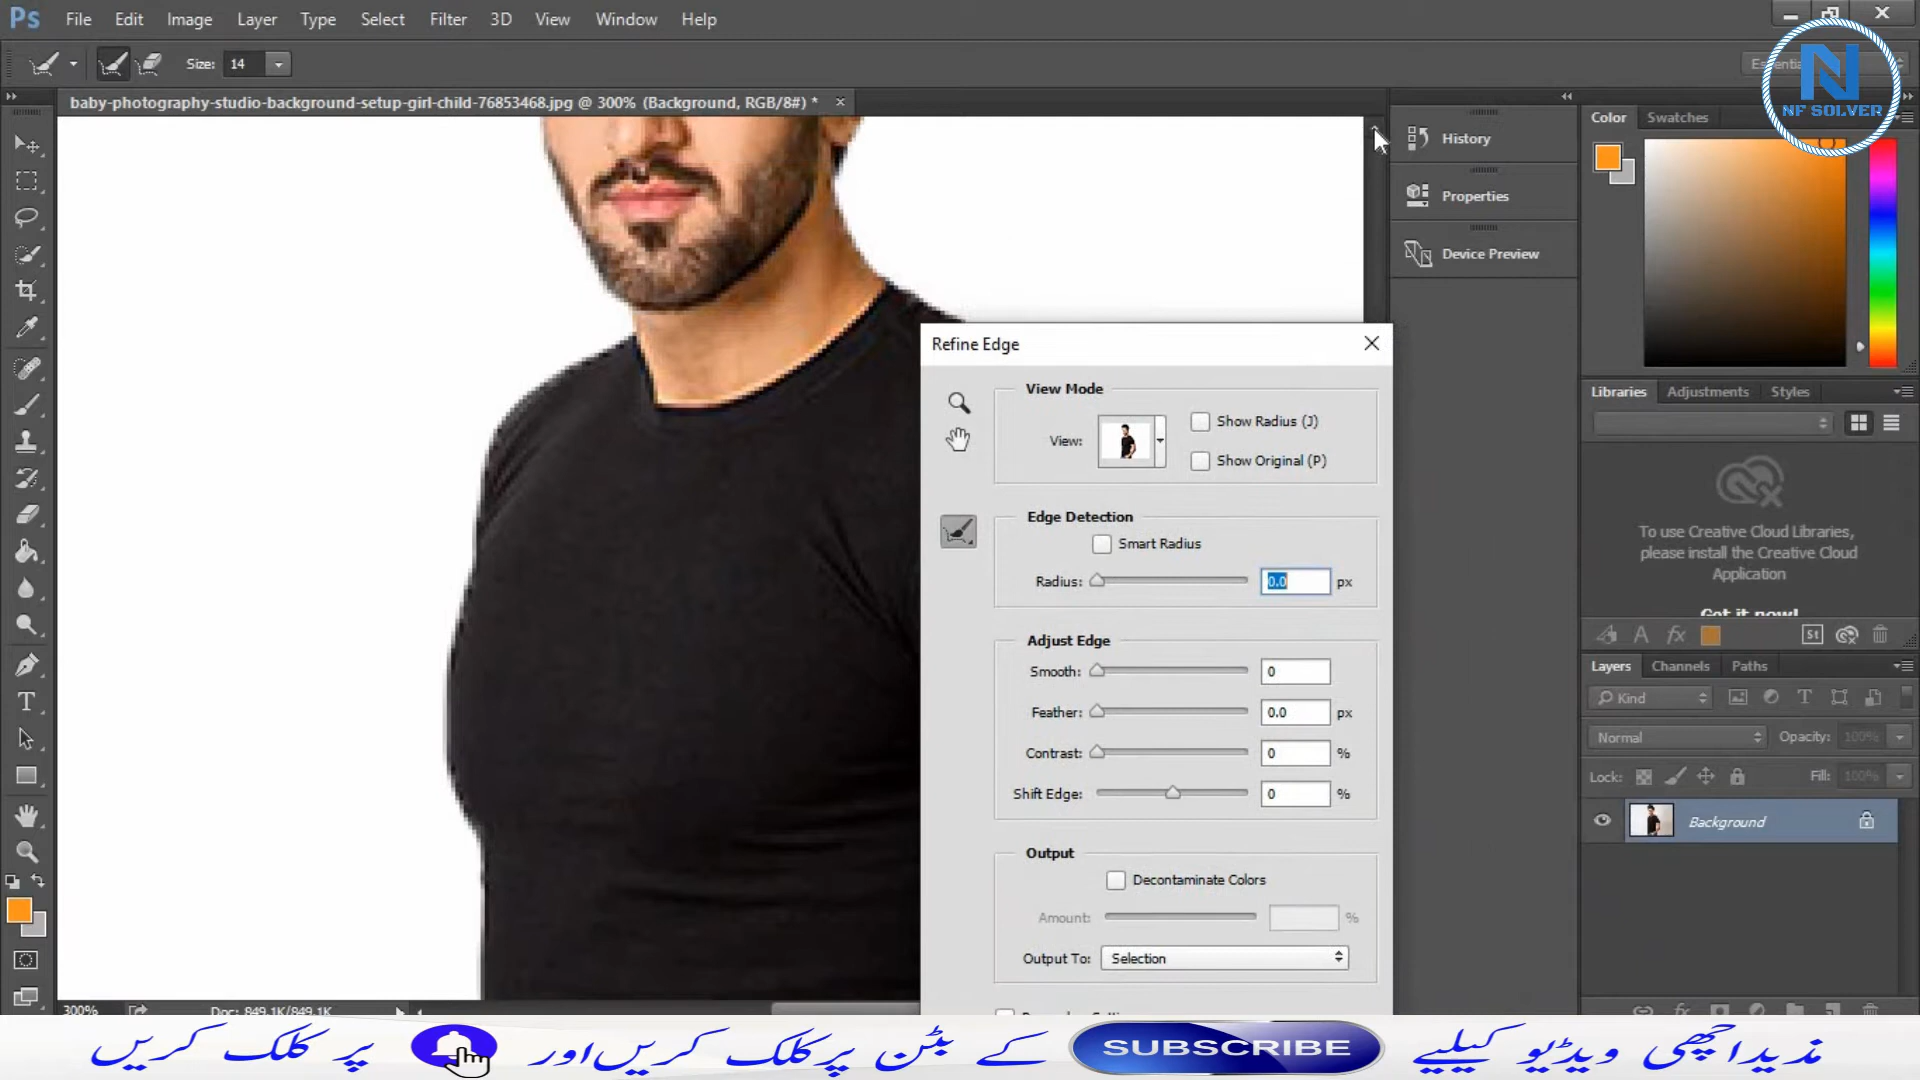 Ps File Edit Image Layer Type Select Filter 3D View Window Help
Size: 14
NF SOLVER
baby-photography-studio-background-setup-girl-child-76853468.jpg @ 300% (Background, RGB/8#) *
History
Properties
Device Preview
Color Swatches
Refine Edge
View Mode
View:
Show Radius (J)
Show Original (P)
Edge Detection
Smart Radius
Radius: 0.0 px
Adjust Edge
Smooth: 0
Feather: 0.0 px
Contrast: 0 %
Shift Edge: 0 %
Output
Decontaminate Colors
Amount: %
Output To: Selection
Libraries Adjustments Styles
To use Creative Cloud Libraries,
please install the Creative Cloud
Application
Get it now!
St
Layers Channels Paths
Kind
Normal Opacity: 100%
Lock: Fill: 100%
Background
300% Doc: 849.1K/849.1K
مذیداچھی ویڈیو کیلیے SUBSCRIBE کے بٹن پرکلک کریں اور پر کلک کریں